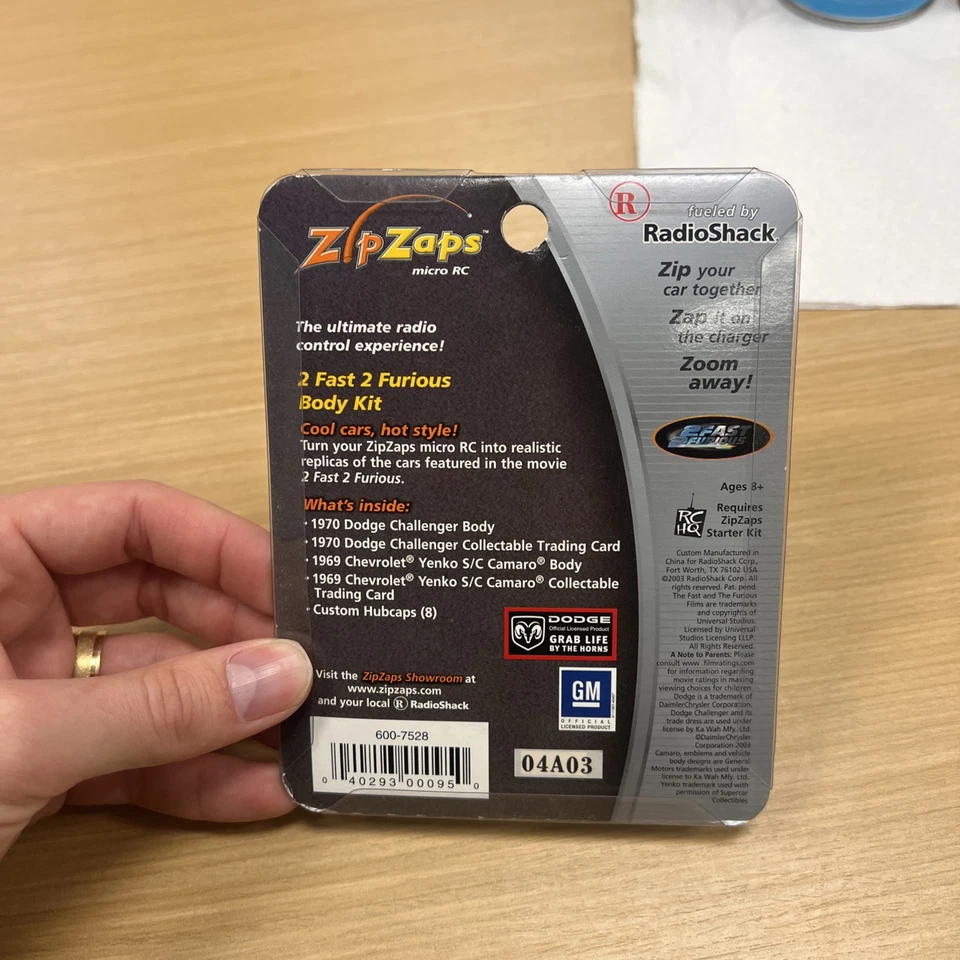 ZipZaps™
micro RC
The ultimate radio
control experience!
2 Fast 2 Furious
Body Kit
Cool cars, hot style!
Turn your ZipZaps micro RC into realistic
replicas of the cars featured in the movie
2 Fast 2 Furious.
What's inside:
· 1970 Dodge Challenger Body
· 1970 Dodge Challenger Collectable Trading Card
· 1969 Chevrolet® Yenko S/C Camaro® Body
· 1969 Chevrolet® Yenko S/C Camaro® Collectable
Trading Card
· Custom Hubcaps (8)
DODGE
Official Licensed Product
GRAB LIFE
BY THE HORNS
GM
OFFICIAL
LICENSED PRODUCT
Visit the ZipZaps Showroom at
www.zipzaps.com
and your local ® RadioShack
600-7528
0 40293 00095 0
04A03
R
fueled by
RadioShack
Zip your
car together
Zap it on
the charger
Zoom
away!
2 FAST
2 FURIOUS
Ages 8+
RC
HQ
Requires
ZipZaps
Starter Kit
Custom Manufactured in
China for RadioShack Corp.,
Fort Worth, TX 76102 USA
©2003 RadioShack Corp. All
rights reserved. Pat. pend.
The Fast and The Furious
Films are trademarks
and copyrights of
Universal Studios.
Licensed by Universal
Studios Licensing LLLP.
All Rights Reserved.
A Note to Parents: Please
consult www .filmratings.com
for information regarding
movie ratings in making
viewing choices for children.
Dodge is a trademark of
DaimlerChrysler Corporation.
Dodge Challenger and its
trade dress are used under
license by Ka Wah Mfy. Ltd.
©DaimlerChrysler
Corporation 2003
Camaro, emblems and vehicle
body designs are General
Motors trademarks used under
license to Ka Wah Mfy. Ltd.
Yenko trademark used with
permission of Supercar
Collectibles